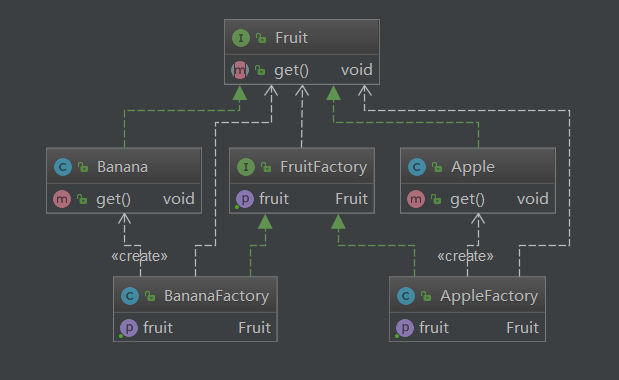 I Fruit
m get() void
C Banana
m get() void
I FruitFactory
p fruit Fruit
C Apple
m get() void
«create»
«create»
C BananaFactory
p fruit Fruit
C AppleFactory
p fruit Fruit